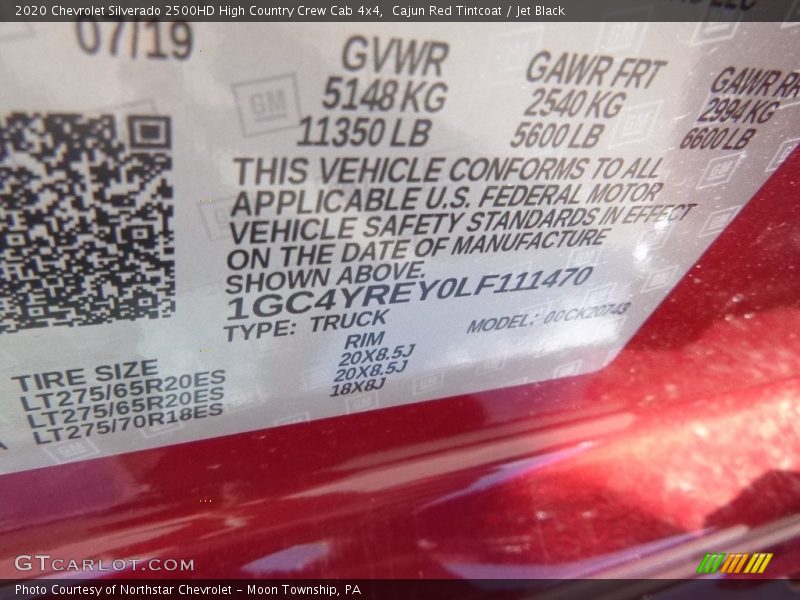 2020 Chevrolet Silverado 2500HD High Country Crew Cab 4x4, Cajun Red Tintcoat / Jet Black
07/19
GVWR
5148 KG
11350 LB
GAWR FRT
2540 KG
5600 LB
GAWR RR
2994 KG
6600 LB
GM
THIS VEHICLE CONFORMS TO ALL
APPLICABLE U.S. FEDERAL MOTOR
VEHICLE SAFETY STANDARDS IN EFFECT
ON THE DATE OF MANUFACTURE
SHOWN ABOVE.
1GC4YREY0LF111470
TYPE: TRUCK
MODEL: 00CK20743
TIRE SIZE
LT275/65R20ES
LT275/65R20ES
LT275/70R18ES
RIM
20X8.5J
20X8.5J
18X8J
GTCARLOT.COM
Photo Courtesy of Northstar Chevrolet - Moon Township, PA